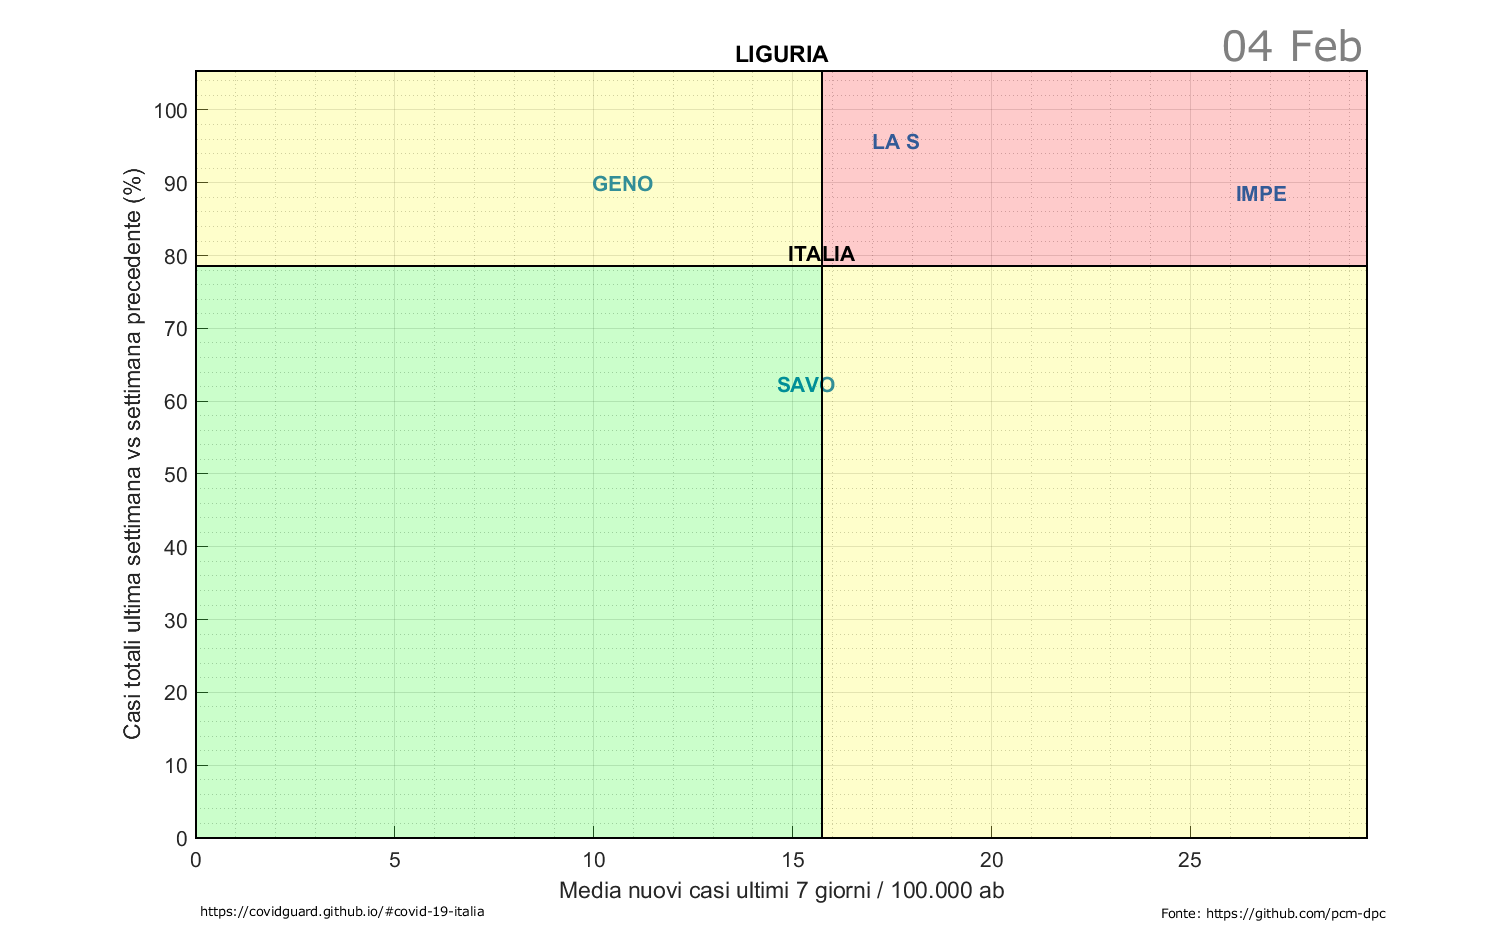 04 Feb
LIGURIA
100
90
80
70
60
50
40
30
20
10
0
Casi totali ultima settimana vs settimana precedente (%)
LA S
GENO
IMPE
ITALIA
SAVO
0 5 10 15 20 25
Media nuovi casi ultimi 7 giorni / 100.000 ab
https://covidguard.github.io/#covid-19-italia
Fonte: https://github.com/pcm-dpc